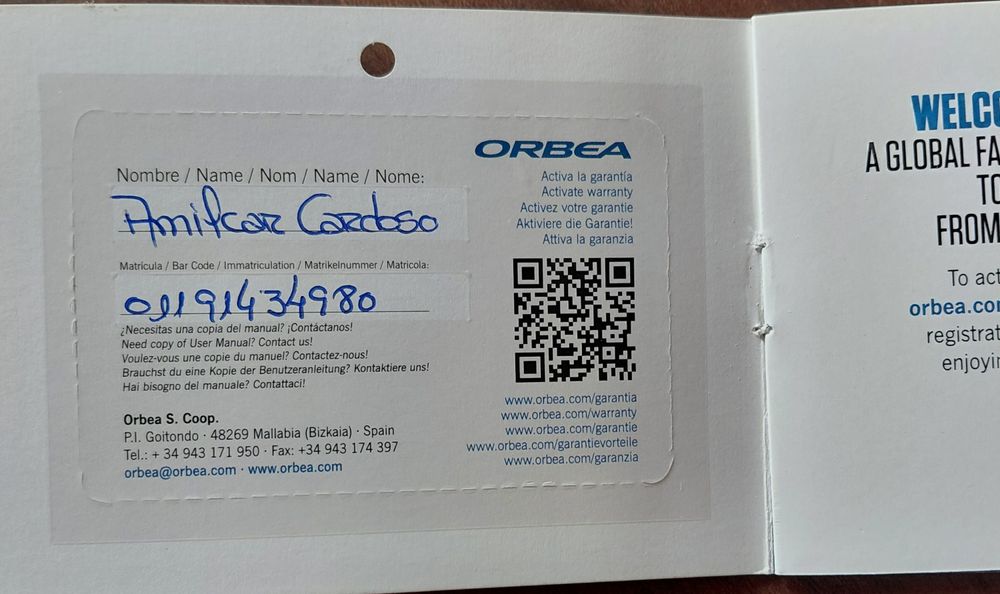 ORBEA
Nombre / Name / Nom / Name / Nome:
Amilcar Cardoso
Matrícula / Bar Code / Immatriculation / Matrikelnummer / Matricola:
01191434980
¿Necesitas una copia del manual? ¡Contáctanos!
Need copy of User Manual? Contact us!
Voulez-vous une copie du manuel? Contactez-nous!
Brauchst du eine Kopie der Benutzeranleitung? Kontaktiere uns!
Hai bisogno del manuale? Contattaci!
Orbea S. Coop.
P.I. Goitondo · 48269 Mallabia (Bizkaia) · Spain
Tel.: + 34 943 171 950 · Fax: +34 943 174 397
orbea@orbea.com · www.orbea.com
Activa la garantía
Activate warranty
Activez votre garantie
Aktiviere die Garantie!
Attiva la garanzia
www.orbea.com/garantia
www.orbea.com/warranty
www.orbea.com/garantie
www.orbea.com/garantievorteile
www.orbea.com/garanzia
WELCO
A GLOBAL FA
TO
FROM
To act
orbea.co
registrat
enjoyin